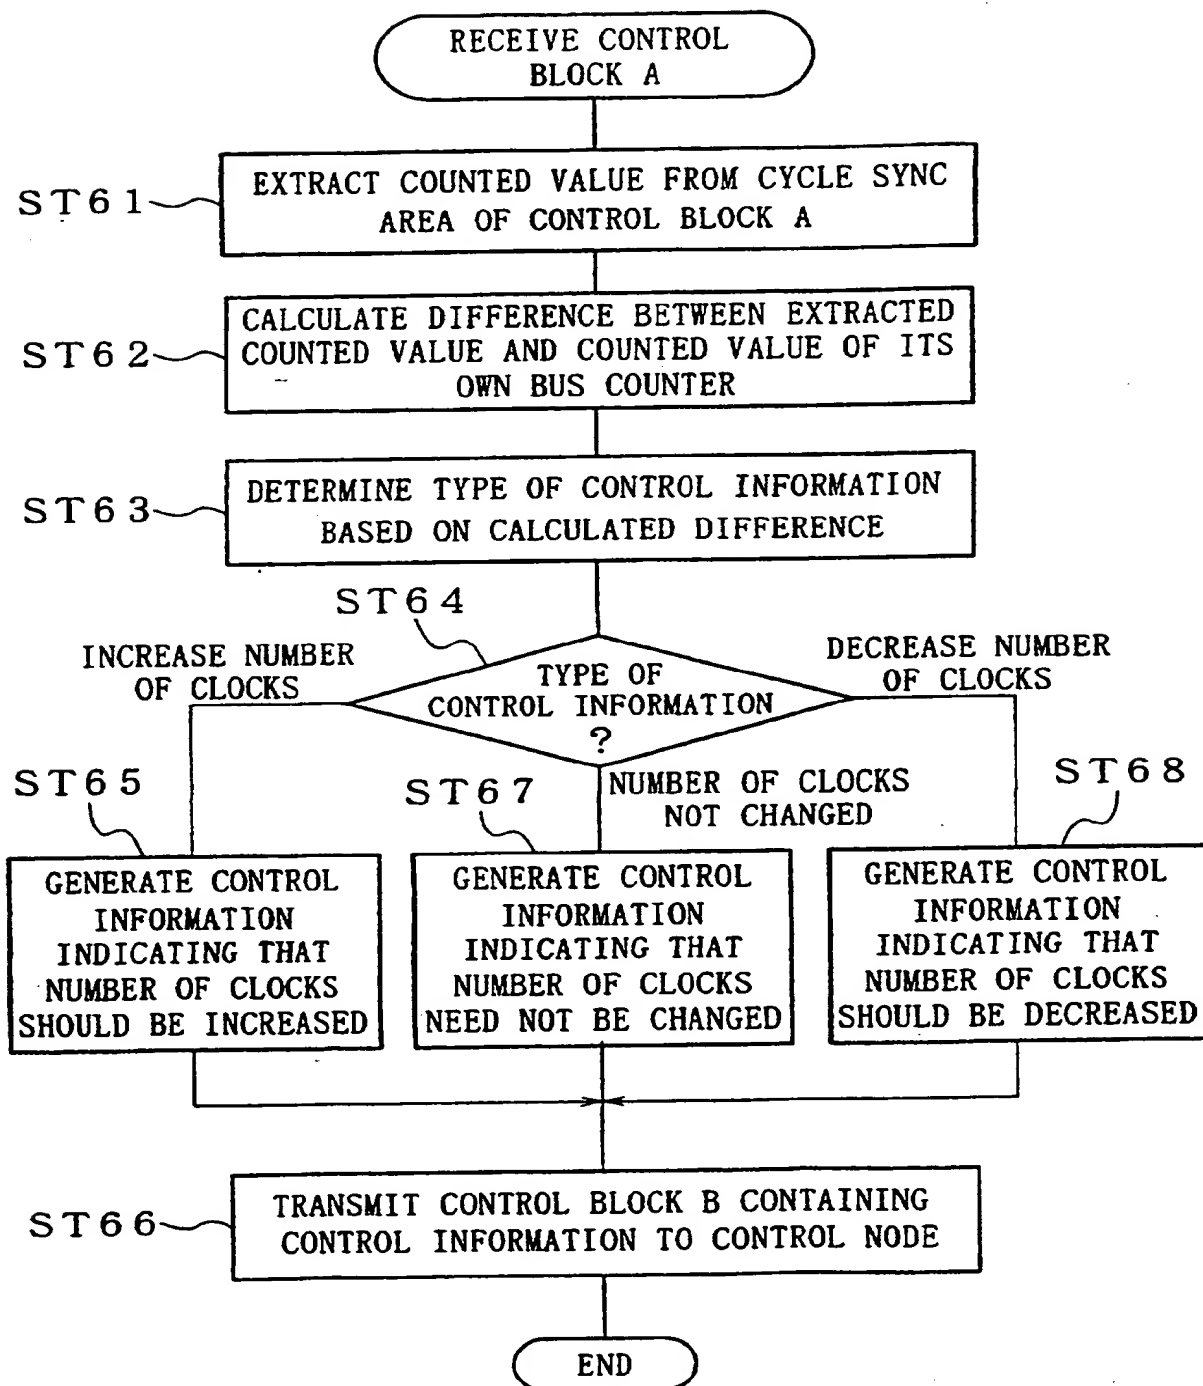 RECEIVE CONTROL
BLOCK A
ST61
EXTRACT COUNTED VALUE FROM CYCLE SYNC
AREA OF CONTROL BLOCK A
ST62
CALCULATE DIFFERENCE BETWEEN EXTRACTED
COUNTED VALUE AND COUNTED VALUE OF ITS
OWN BUS COUNTER
ST63
DETERMINE TYPE OF CONTROL INFORMATION
BASED ON CALCULATED DIFFERENCE
ST64
INCREASE NUMBER
OF CLOCKS
TYPE OF
CONTROL INFORMATION
?
DECREASE NUMBER
OF CLOCKS
NUMBER OF CLOCKS
NOT CHANGED
ST65
GENERATE CONTROL
INFORMATION
INDICATING THAT
NUMBER OF CLOCKS
SHOULD BE INCREASED
ST67
GENERATE CONTROL
INFORMATION
INDICATING THAT
NUMBER OF CLOCKS
NEED NOT BE CHANGED
ST68
GENERATE CONTROL
INFORMATION
INDICATING THAT
NUMBER OF CLOCKS
SHOULD BE DECREASED
ST66
TRANSMIT CONTROL BLOCK B CONTAINING
CONTROL INFORMATION TO CONTROL NODE
END